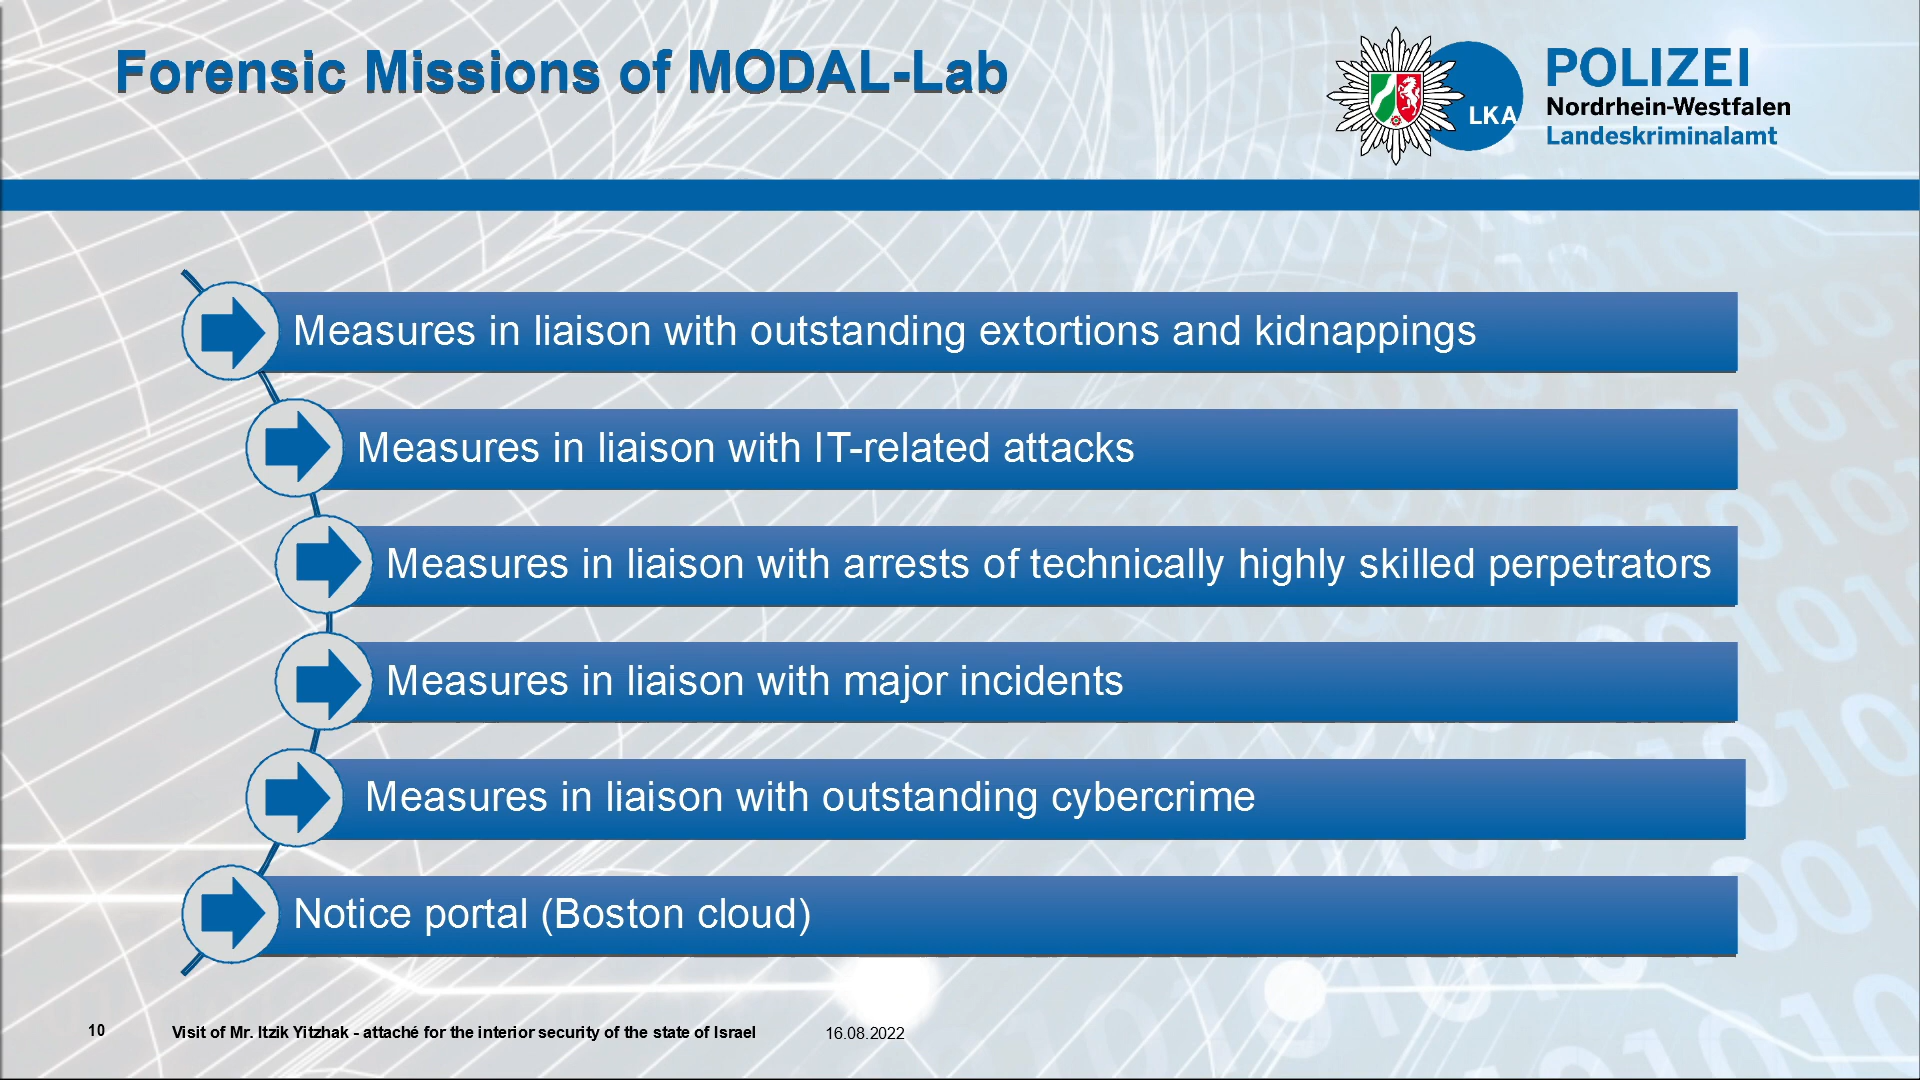 Forensic Missions of MODAL-Lab
LKA
POLIZEI
Nordrhein-Westfalen
Landeskriminalamt
Measures in liaison with outstanding extortions and kidnappings
Measures in liaison with IT-related attacks
Measures in liaison with arrests of technically highly skilled perpetrators
Measures in liaison with major incidents
Measures in liaison with outstanding cybercrime
Notice portal (Boston cloud)
10
Visit of Mr. Itzik Yitzhak - attaché for the interior security of the state of Israel
16.08.2022